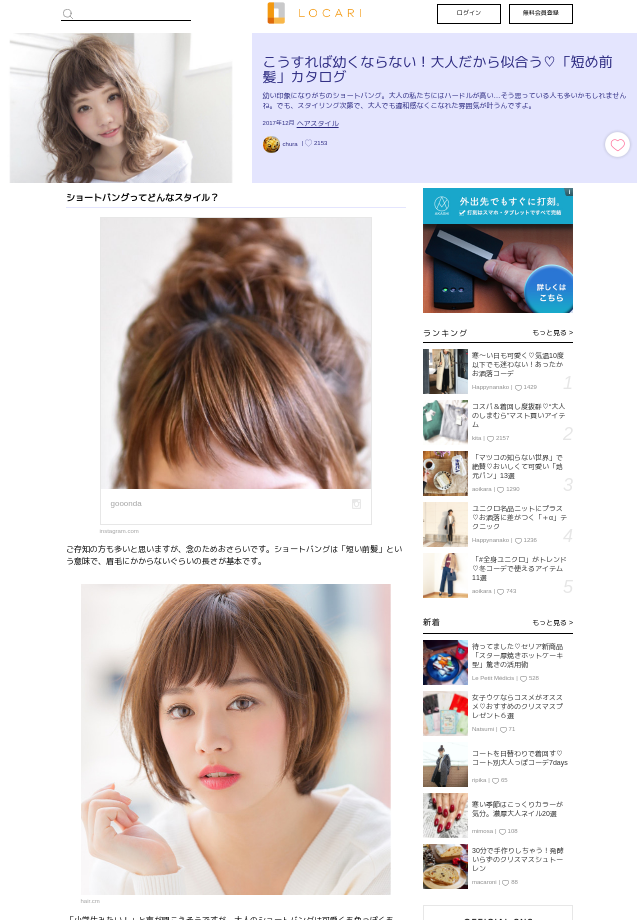 LOCARI
ログイン
無料会員登録
こうすれば幼くならない！大人だから似合う♡「短め前
髪」カタログ
幼い印象になりがちのショートバング。大人の私たちにはハードルが高い…そう思っている人も多いかもしれません
ね。でも、スタイリング次第で、大人でも違和感なくこなれた雰囲気が叶うんですよ。
2017年12月 ヘアスタイル
chura | ♡ 2153
ショートバングってどんなスタイル？
gooonda
instagram.com
ご存知の方も多いと思いますが、念のためおさらいです。ショートバングは「短い前髪」とい
う意味で、眉毛にかからないぐらいの長さが基本です。
hair.cm
外出先でもすぐに打刻。
打刻はスマホ・タブレットですべて完結
詳しくは
こちら
ランキング
もっと見る >
寒〜い日も可愛く♡気温10度
以下でも迷わない！あったか
お洒落コーデ
Happynanako | ♡ 1429
1
コスパ＆着回し度抜群♡"大人
のしまむら"マスト買いアイテ
ム
kita | ♡ 2157
2
「マツコの知らない世界」で
絶賛♡おいしくて可愛い「地
元パン」13選
aoikara | ♡ 1290
3
ユニクロ名品ニットにプラス
♡お洒落に差がつく「＋α」テ
クニック
Happynanako | ♡ 1236
4
「#全身ユニクロ」がトレンド
♡冬コーデで使えるアイテム
11選
aoikara | ♡ 743
5
新着
もっと見る >
待ってました♡セリア新商品
「スター厚焼きホットケーキ
型」驚きの活用術
Le Petit Médicis | ♡ 528
女子ウケならコスメがオスス
メ♡おすすめのクリスマスプ
レゼント６選
Natsumi | ♡ 71
コートを日替わりで着回す♡
コート別大人っぽコーデ7days
ripika | ♡ 65
寒い季節はこっくりカラーが
気分。濃厚大人ネイル20選
mimosa | ♡ 108
30分で手作りしちゃう！発酵
いらずのクリスマスシュトー
レン
macaroni | ♡ 88